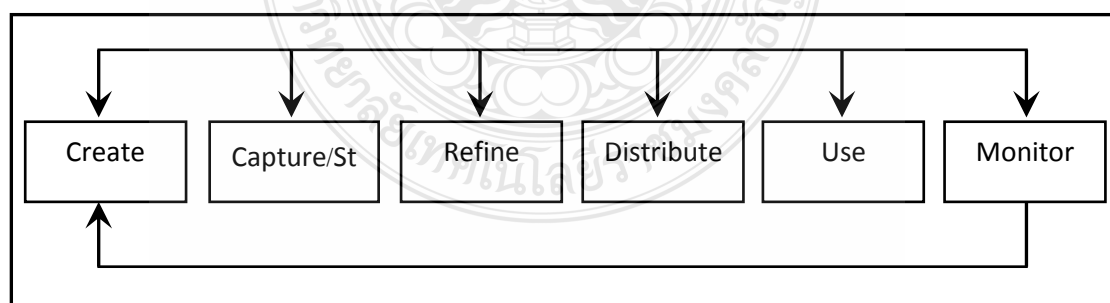 Create
Capture/St
Refine
Distribute
Use
Monitor